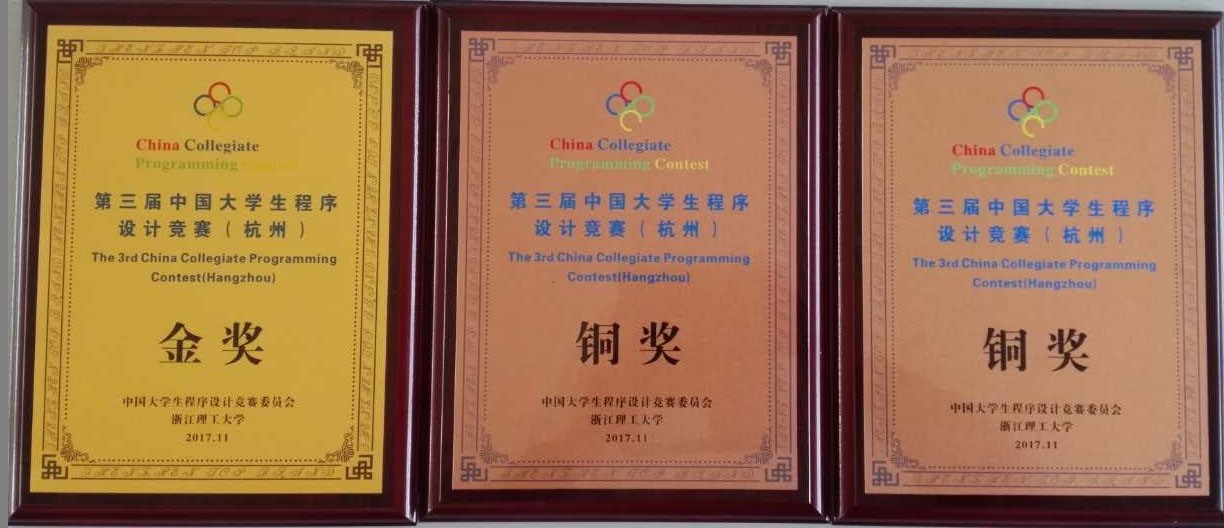 China Collegiate
Programming Contest
第三届中国大学生程序
设计竞赛（杭州）
The 3rd China Collegiate Programming
Contest(Hangzhou)
金奖
中国大学生程序设计竞赛委员会
浙江理工大学
2017.11
China Collegiate
Programming Contest
第三届中国大学生程序
设计竞赛（杭州）
The 3rd China Collegiate Programming
Contest(Hangzhou)
铜奖
中国大学生程序设计竞赛委员会
浙江理工大学
2017.11
China Collegiate
Programming Contest
第三届中国大学生程序
设计竞赛（杭州）
The 3rd China Collegiate Programming
Contest(Hangzhou)
铜奖
中国大学生程序设计竞赛委员会
浙江理工大学
2017.11